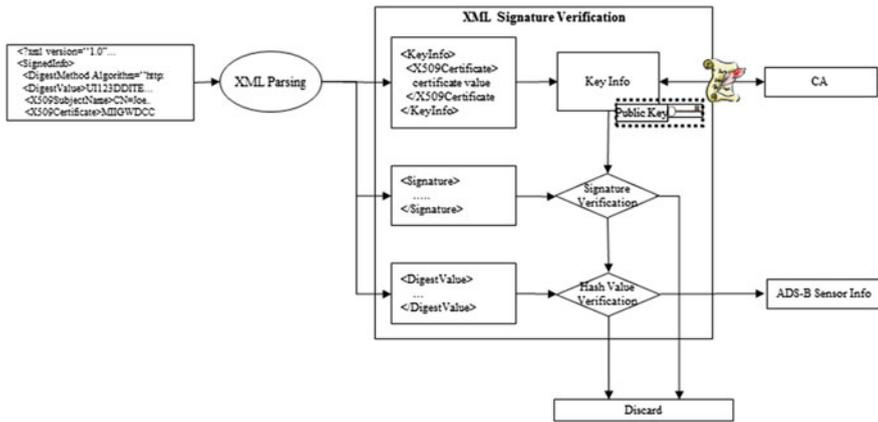 XML Signature Verification
<?xml version="1.0"...
<SignedInfo>
<DigestMethod Algorithm="http:
<DigestValue>UI123DDITE...
<X509SubjectName>CN=Joe..
<X509Certificate>MIIGWDCC
XML Parsing
<KeyInfo>
<X509Certificate>
certificate value
</X509Certificate
</KeyInfo>
Key Info
CA
Public Key
<Signature>
.....
</Signature>
Signature
Verification
<DigestValue>
...
</DigestValue>
Hash Value
Verification
ADS-B Sensor Info
Discard